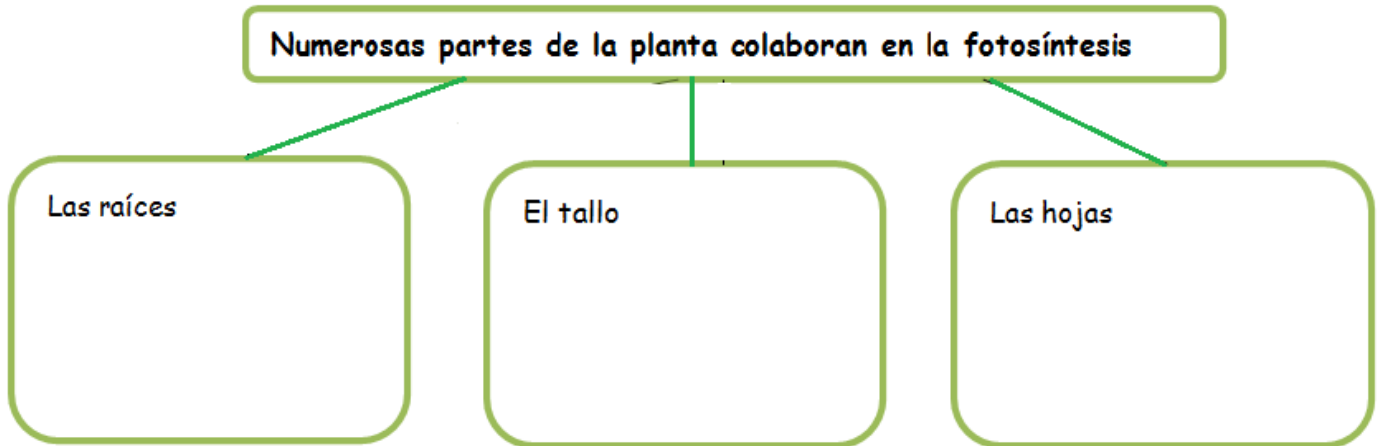 Numerosas partes de la planta colaboran en la fotosíntesis
Las raíces
El tallo
Las hojas